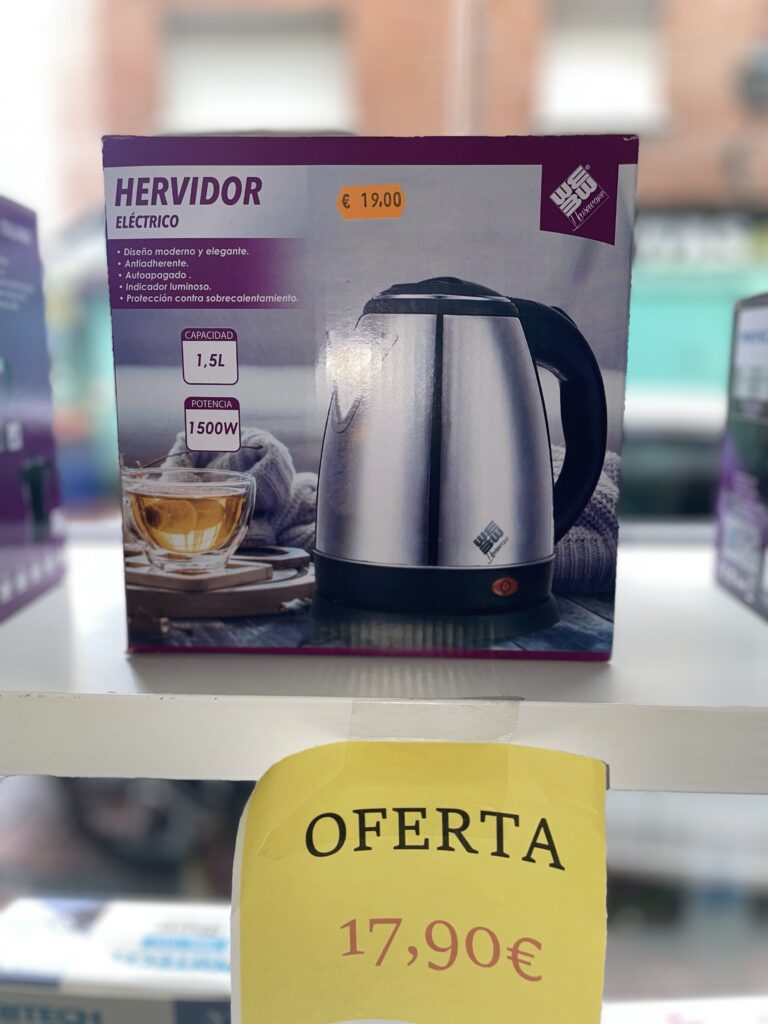 HERVIDOR
ELÉCTRICO
€ 19,00
• Diseño moderno y elegante.
• Antiadherente.
• Autoapagado .
• Indicador luminoso.
• Protección contra sobrecalentamiento.
CAPACIDAD
1,5L
POTENCIA
1500W
OFERTA
17,90€